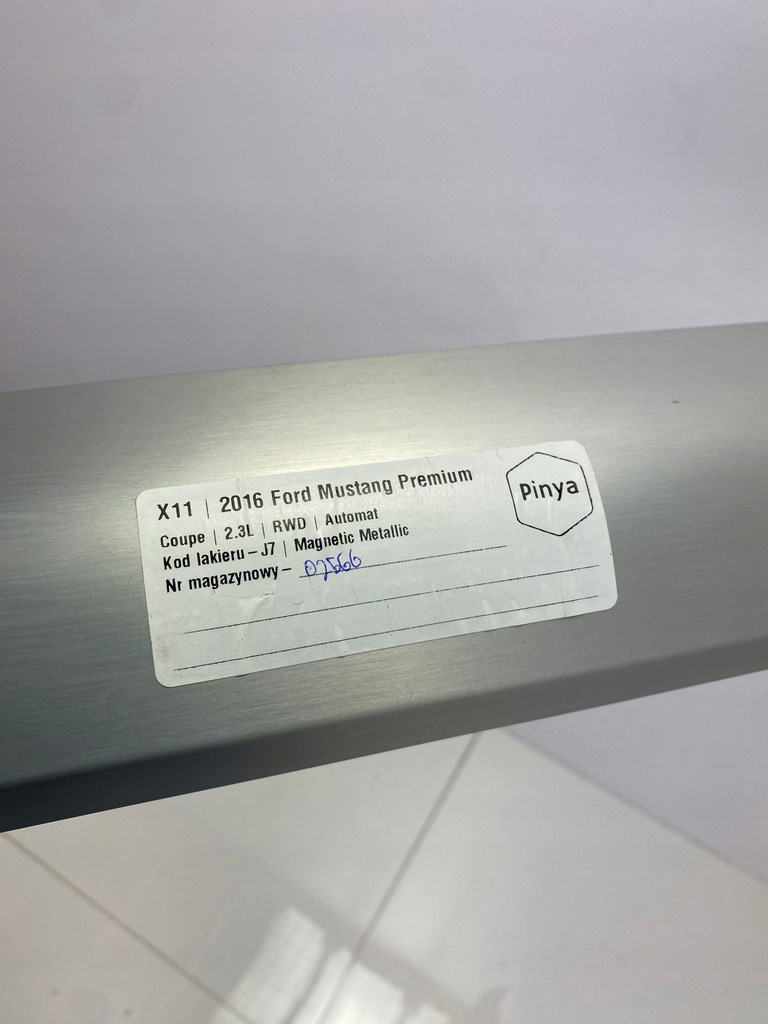 X11 | 2016 Ford Mustang Premium
Pinya
Coupe | 2.3L | RWD | Automat
Kod lakieru – J7 | Magnetic Metallic
Nr magazynowy – 07566